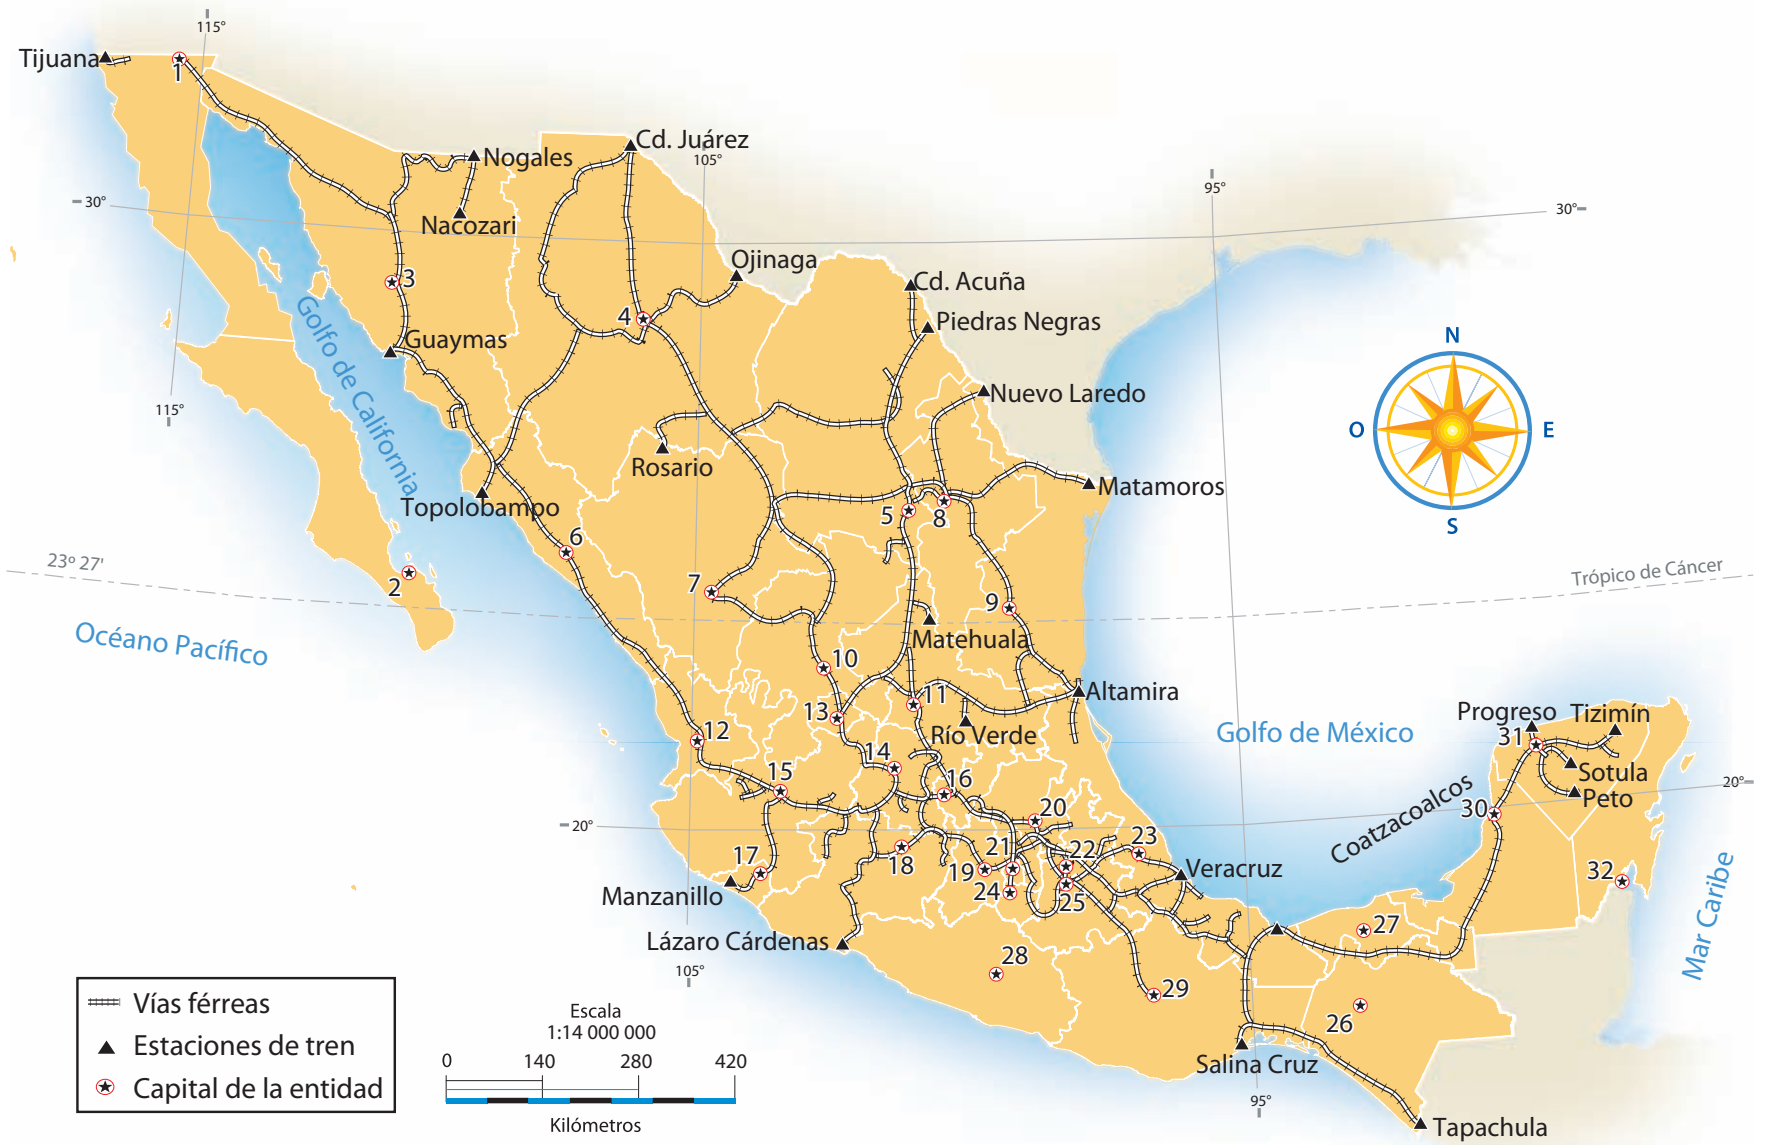 115°
Tijuana
1
Nogales
Cd. Juárez
105°
95°
30°
30°
Nacozari
Ojinaga
3
Cd. Acuña
4
Piedras Negras
Guaymas
Golfo de California
Nuevo Laredo
115°
Rosario
Topolobampo
Matamoros
5
8
N
O
E
S
6
23º 27'
Trópico de Cáncer
2
7
9
Matehuala
Océano Pacífico
10
11
Altamira
13
Río Verde
12
Golfo de México
Progreso
Tizimín
31
14
15
16
Sotula
Peto
20°
20°
Coatzacoalcos
30
20
21
22
23
17
18
19
Veracruz
32
Manzanillo
24
25
Mar Caribe
Lázaro Cárdenas
27
28
105°
29
26
Vías férreas
Estaciones de tren
Capital de la entidad
Escala
1:14 000 000
0
140
280
420
Kilómetros
Salina Cruz
95°
Tapachula